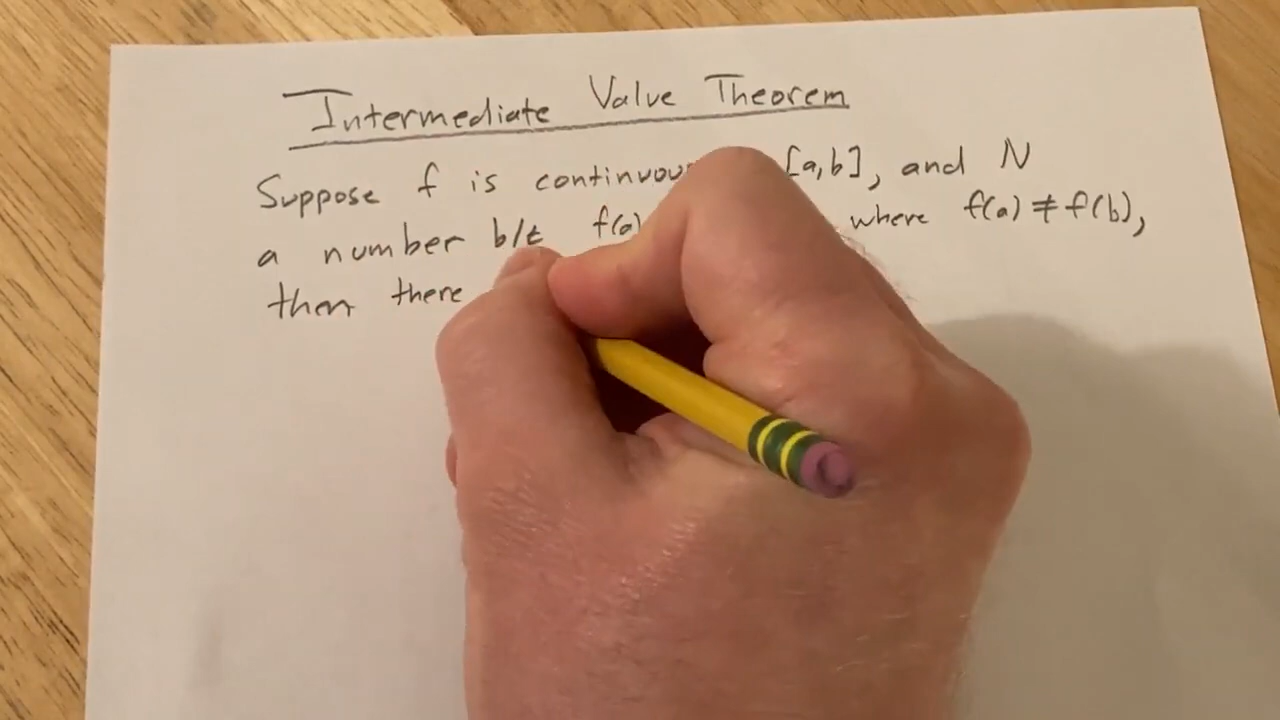 Intermediate Value Theorem
Suppose f is continuous [a,b], and N
a number b/t f(a) where f(a) ≠ f(b),
then there